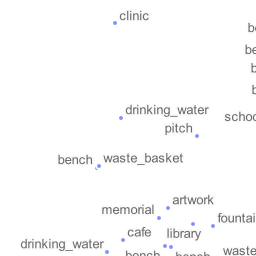 clinic
be
be
b
b
drinking_water
schoo
pitch
bench
waste_basket
artwork
memorial
fountai
cafe
library
drinking_water
bench
bench
waste